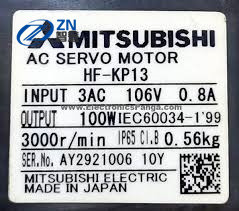 ZN
MITSUBISHI
AC SERVO MOTOR
HF-KP13
INPUT 3AC 106V 0.8A
OUTPUT 100W IEC60034-1'99
3000r/min IP65 CI.B 0.56kg
SER.No. AY2921006 10Y
MITSUBISHI ELECTRIC
MADE IN JAPAN
www.ElectronicsPanga.com